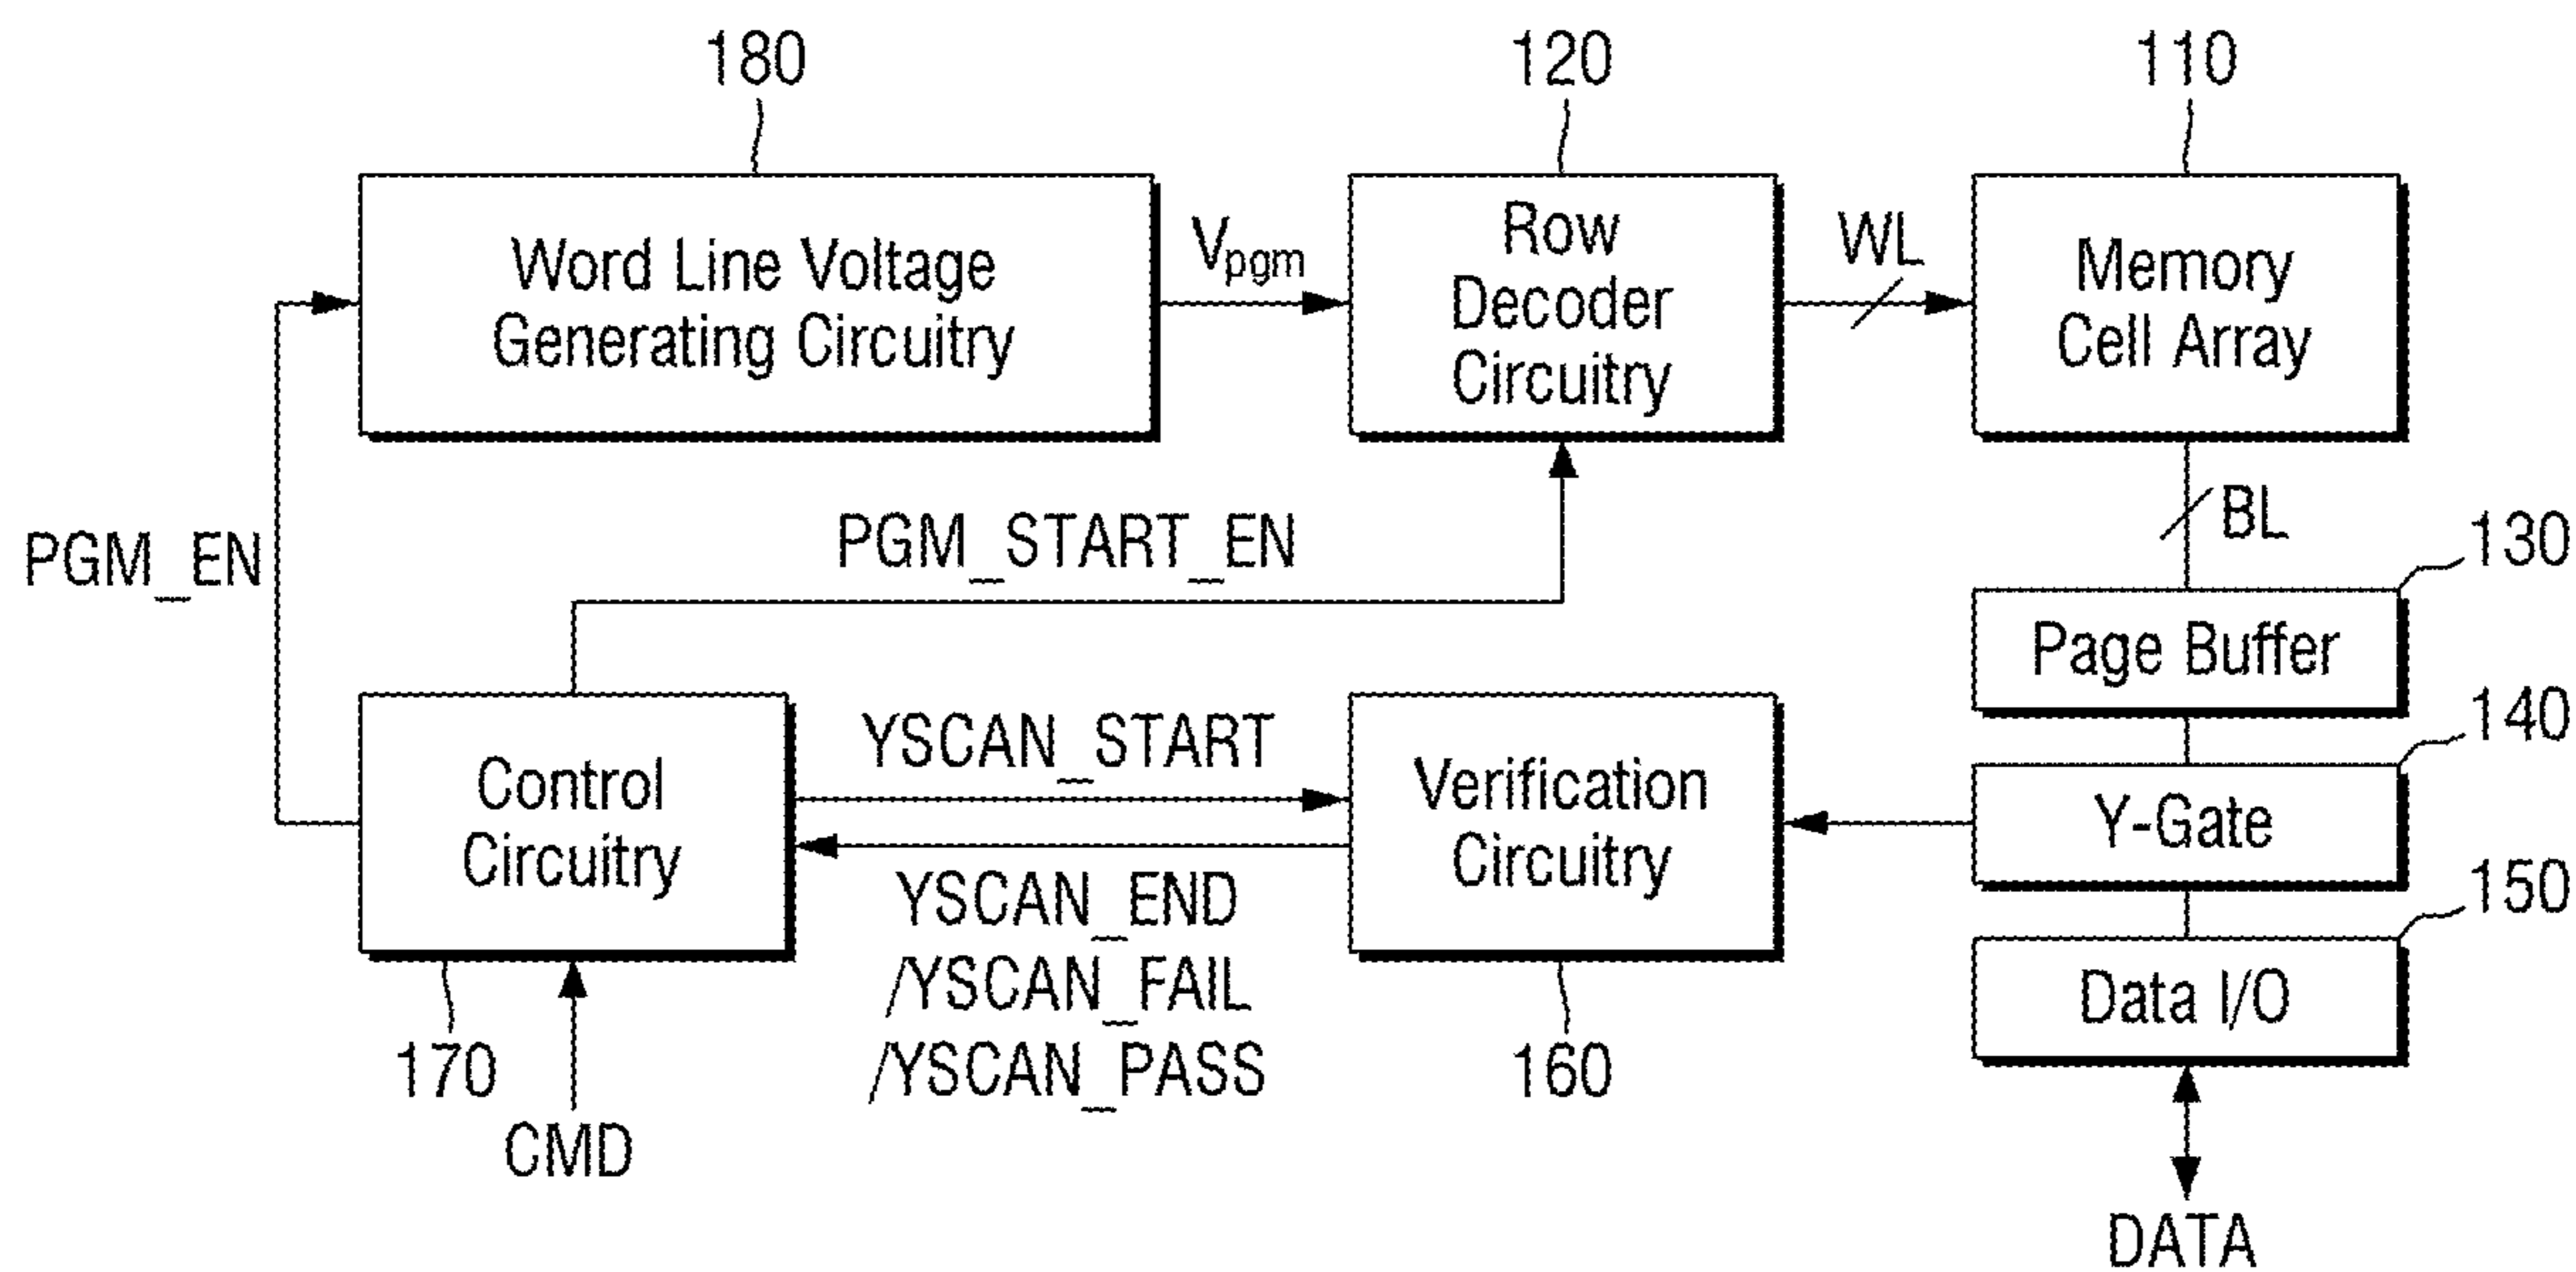 180
120
110
Word Line Voltage
Generating Circuitry
Vpgm
Row
Decoder
Circuitry
WL
Memory
Cell Array
PGM_EN
PGM_START_EN
BL
130
Page Buffer
140
Control
Circuitry
YSCAN_START
YSCAN_END
/YSCAN_FAIL
/YSCAN_PASS
Verification
Circuitry
Y-Gate
150
Data I/O
170
CMD
160
DATA